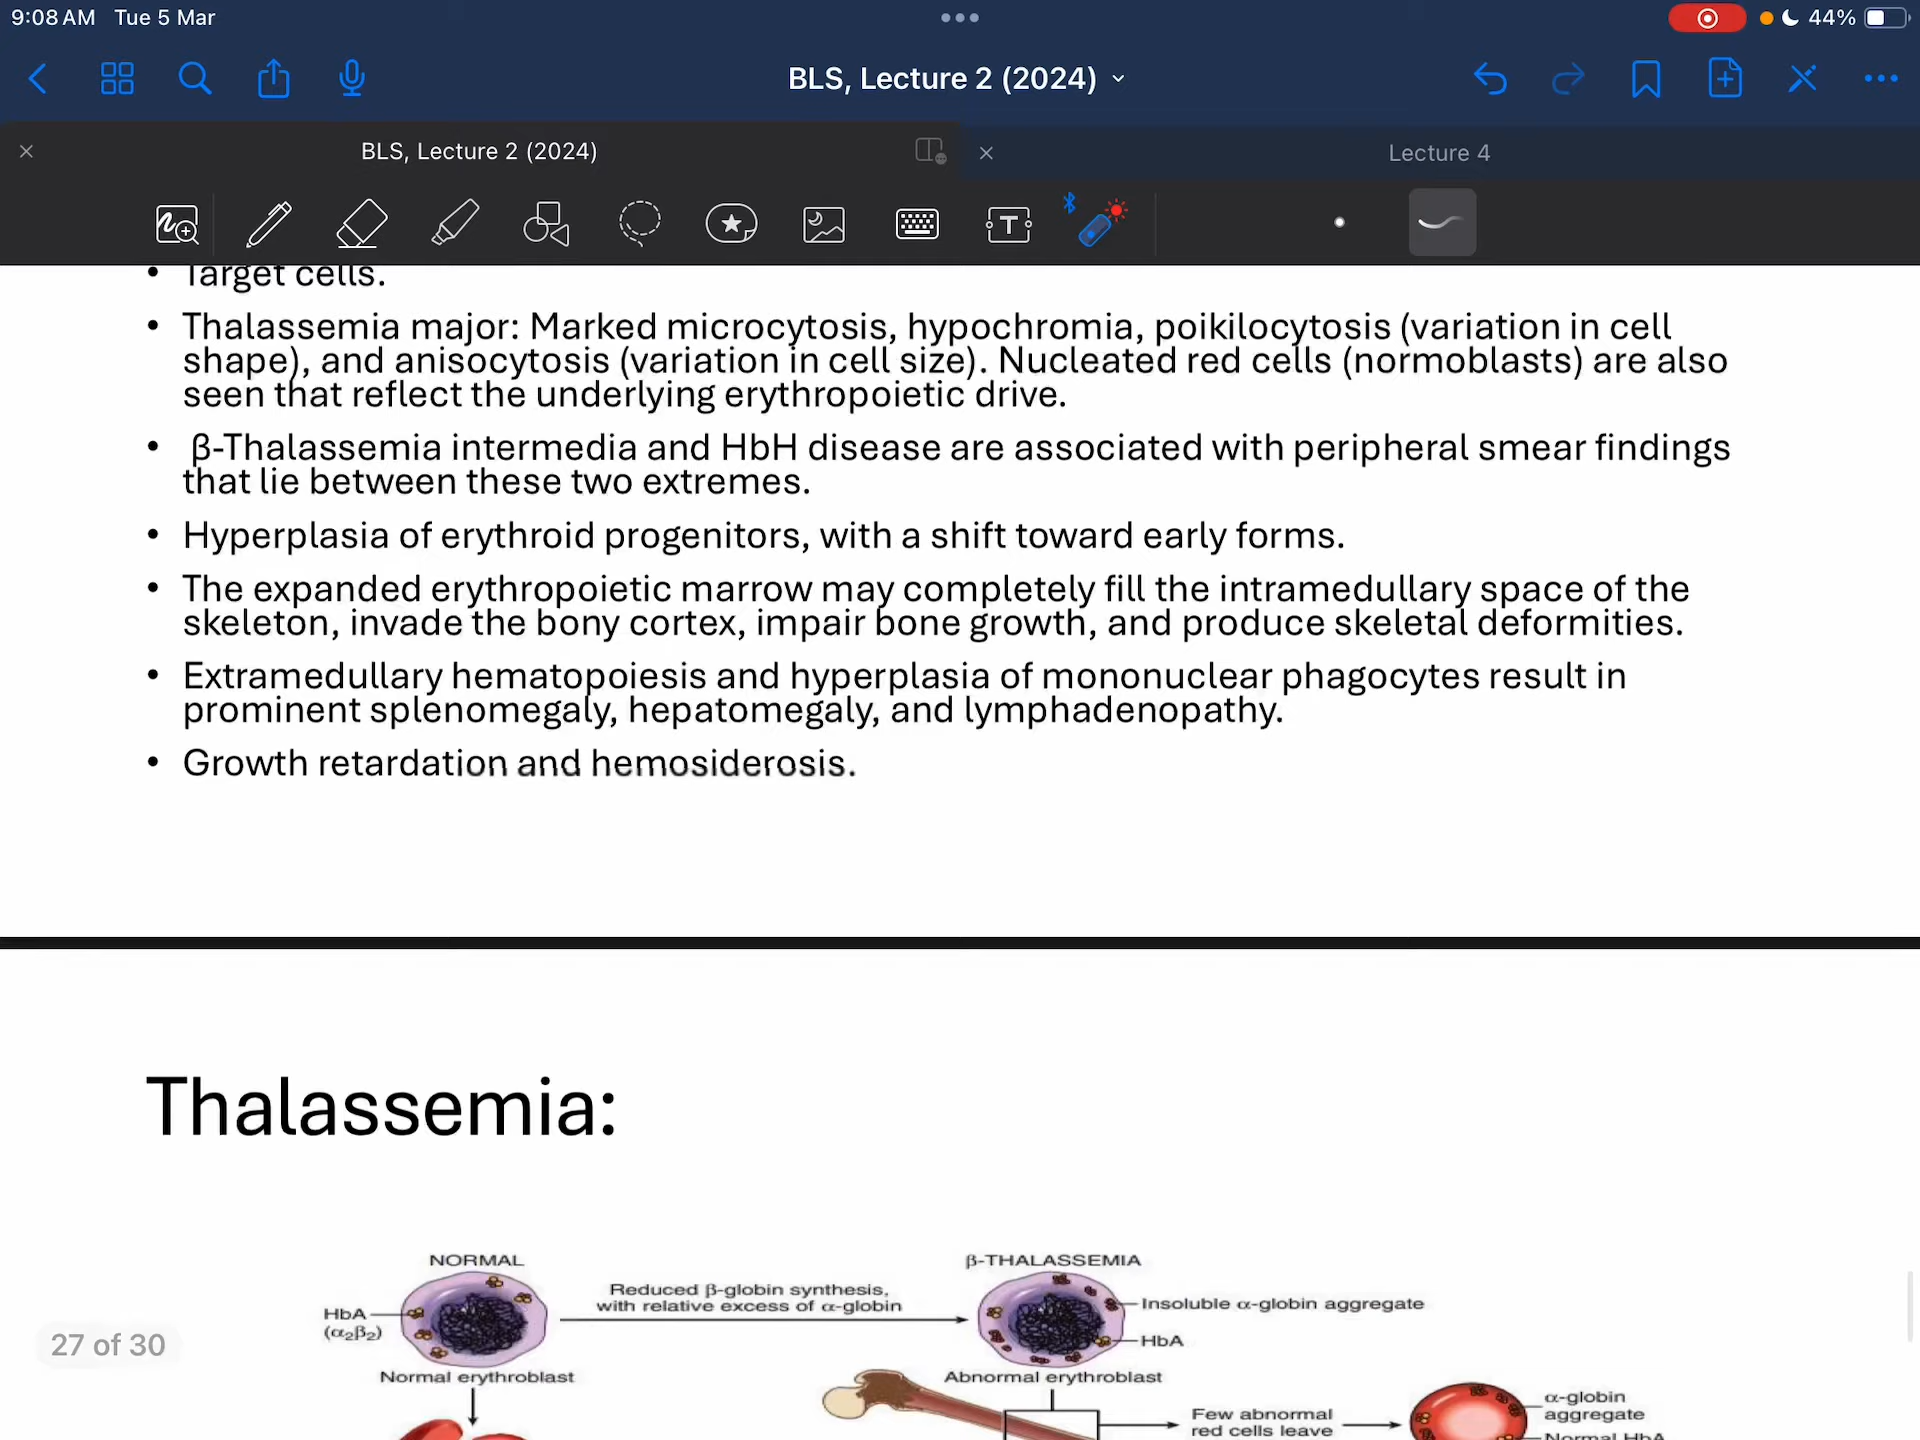 9:08 AM Tue 5 Mar
44%
BLS, Lecture 2 (2024)
BLS, Lecture 2 (2024)
Lecture 4
• Target cells.
• Thalassemia major: Marked microcytosis, hypochromia, poikilocytosis (variation in cell
shape), and anisocytosis (variation in cell size). Nucleated red cells (normoblasts) are also
seen that reflect the underlying erythropoietic drive.
• β-Thalassemia intermedia and HbH disease are associated with peripheral smear findings
that lie between these two extremes.
• Hyperplasia of erythroid progenitors, with a shift toward early forms.
• The expanded erythropoietic marrow may completely fill the intramedullary space of the
skeleton, invade the bony cortex, impair bone growth, and produce skeletal deformities.
• Extramedullary hematopoiesis and hyperplasia of mononuclear phagocytes result in
prominent splenomegaly, hepatomegaly, and lymphadenopathy.
• Growth retardation and hemosiderosis.
Thalassemia:
NORMAL
β-THALASSEMIA
Reduced β-globin synthesis,
with relative excess of α-globin
HbA
(α₂β₂)
Insoluble α-globin aggregate
HbA
27 of 30
Normal erythroblast
Abnormal erythroblast
Few abnormal
red cells leave
α-globin
aggregate
Normal HbA